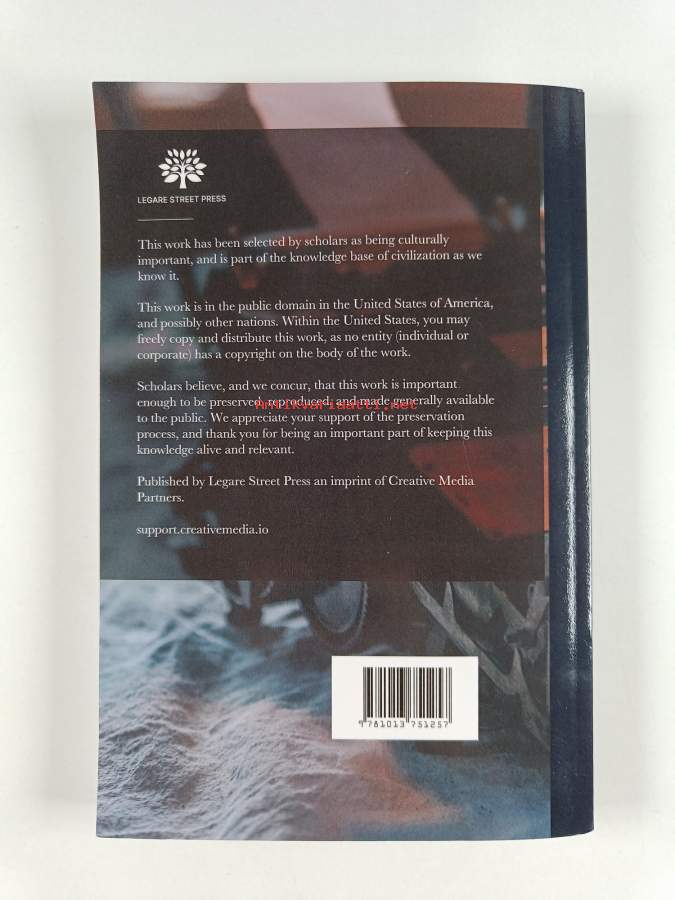 LEGARE STREET PRESS
This work has been selected by scholars as being culturally
important, and is part of the knowledge base of civilization as we
know it.
This work is in the public domain in the United States of America,
and possibly other nations. Within the United States, you may
freely copy and distribute this work, as no entity (individual or
corporate) has a copyright on the body of the work.
Scholars believe, and we concur, that this work is important
enough to be preserved, reproduced, and made generally available
Antikvariaatti.net
to the public. We appreciate your support of the preservation
process, and thank you for being an important part of keeping this
knowledge alive and relevant.
Published by Legare Street Press an imprint of Creative Media
Partners.
support.creativemedia.io
9 781013 751257